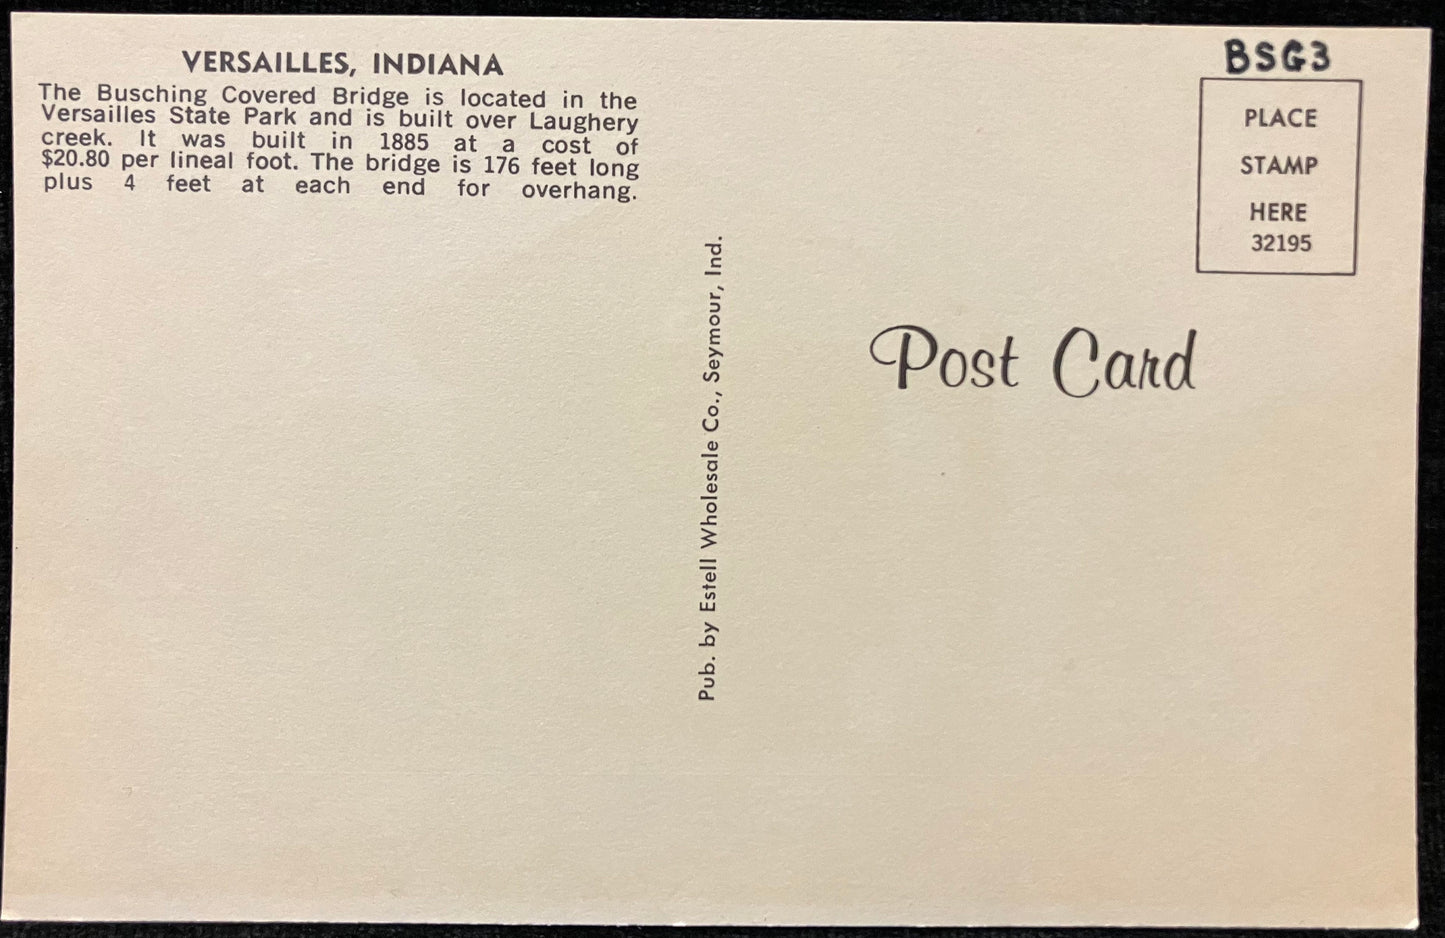 VERSAILLES, INDIANA
The Busching Covered Bridge is located in the
Versailles State Park and is built over Laughery
creek. It was built in 1885 at a cost of
$20.80 per lineal foot. The bridge is 176 feet long
plus 4 feet at each end for overhang.
Pub. by Estell Wholesale Co., Seymour, Ind.
BSG3
PLACE
STAMP
HERE
32195
Post Card